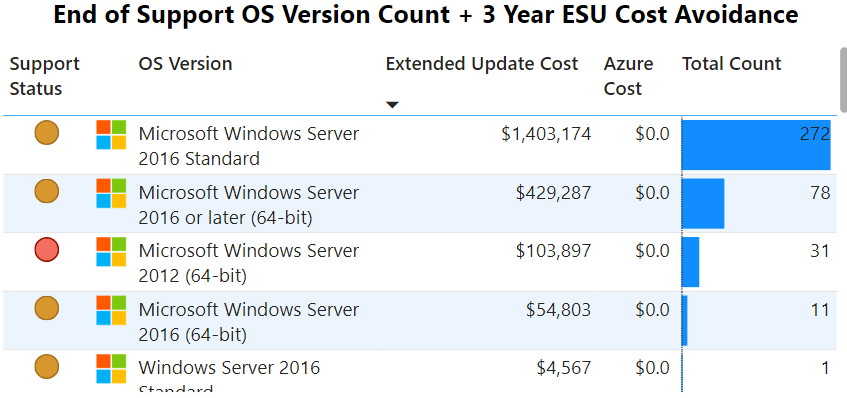 End of Support OS Version Count + 3 Year ESU Cost Avoidance
Support Status OS Version Extended Update Cost Azure Cost Total Count
Microsoft Windows Server 2016 Standard $1,403,174 $0.0 272
Microsoft Windows Server 2016 or later (64-bit) $429,287 $0.0 78
Microsoft Windows Server 2012 (64-bit) $103,897 $0.0 31
Microsoft Windows Server 2016 (64-bit) $54,803 $0.0 11
Windows Server 2016 Standard $4,567 $0.0 1